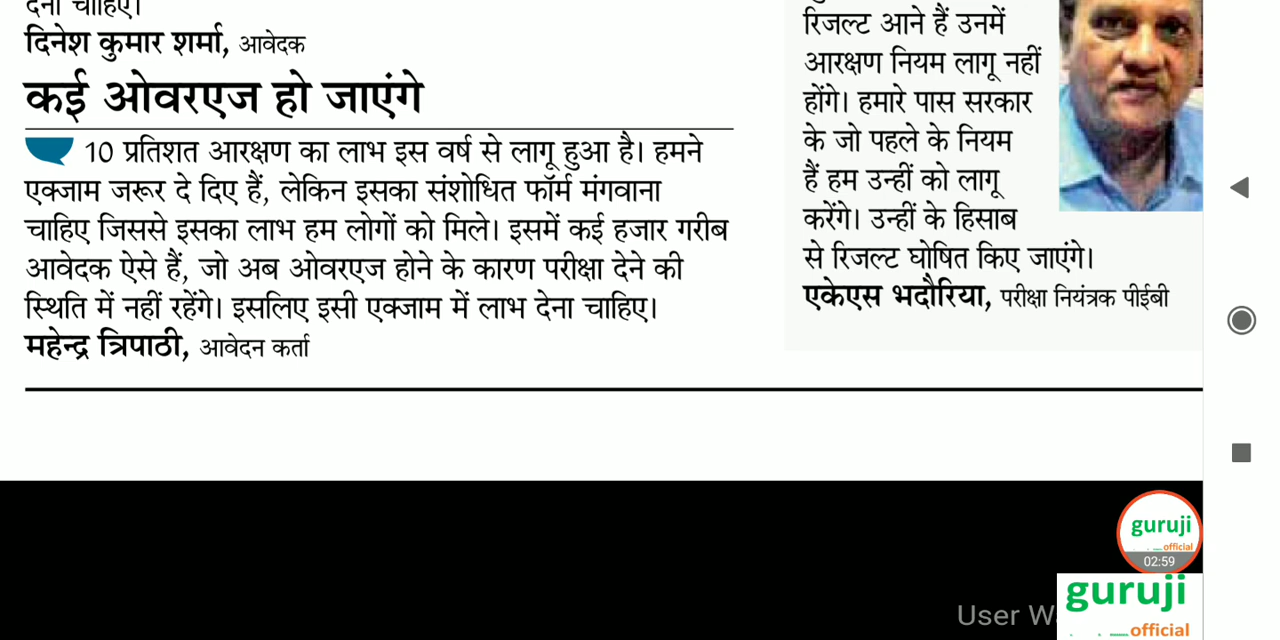 देना चाहिए।
दिनेश कुमार शर्मा, आवेदक
कई ओवरएज हो जाएंगे
10 प्रतिशत आरक्षण का लाभ इस वर्ष से लागू हुआ है। हमने
एक्जाम जरूर दे दिए हैं, लेकिन इसका संशोधित फॉर्म मंगवाना
चाहिए जिससे इसका लाभ हम लोगों को मिले। इसमें कई हजार गरीब
आवेदक ऐसे हैं, जो अब ओवरएज होने के कारण परीक्षा देने की
स्थिति में नहीं रहेंगे। इसलिए इसी एक्जाम में लाभ देना चाहिए।
महेन्द्र त्रिपाठी, आवेदन कर्ता
रिजल्ट आने हैं उनमें
आरक्षण नियम लागू नहीं
होंगे। हमारे पास सरकार
के जो पहले के नियम
हैं हम उन्हीं को लागू
करेंगे। उन्हीं के हिसाब
से रिजल्ट घोषित किए जाएंगे।
एकेएस भदौरिया, परीक्षा नियंत्रक पीईबी
guruji
official
02:59
guruji
official
User